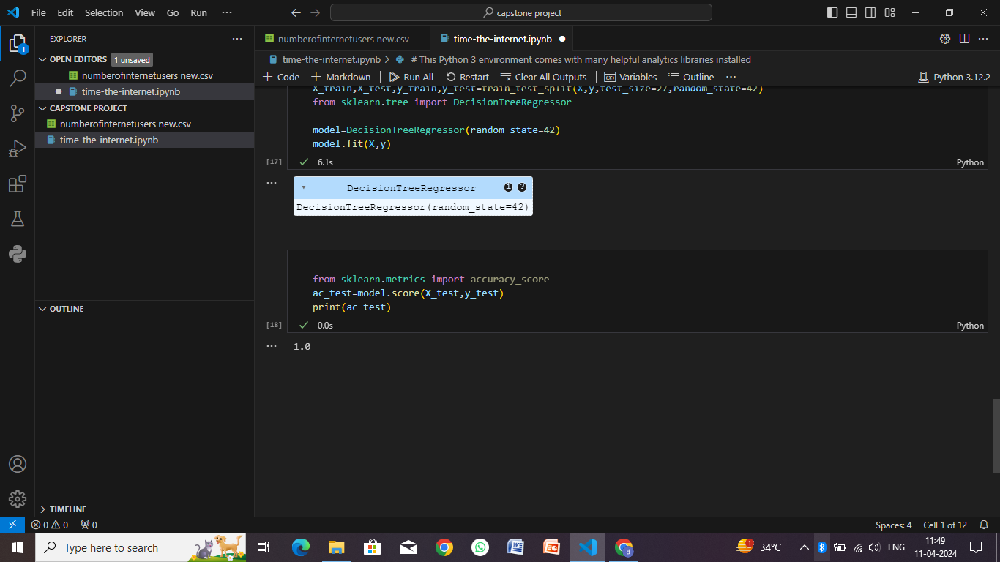 File Edit Selection View Go Run ··· capstone project
EXPLORER ···
OPEN EDITORS 1 unsaved
numberofinternetusers new.csv
time-the-internet.ipynb
CAPSTONE PROJECT
numberofinternetusers new.csv
time-the-internet.ipynb
OUTLINE
TIMELINE
numberofinternetusers new.csv time-the-internet.ipynb
time-the-internet.ipynb > # This Python 3 environment comes with many helpful analytics libraries installed
+ Code + Markdown Run All Restart Clear All Outputs Variables Outline ··· Python 3.12.2
X_train,X_test,y_train,y_test=train_test_split(X,y,test_size=27,random_state=42)
from sklearn.tree import DecisionTreeRegressor
model=DecisionTreeRegressor(random_state=42)
model.fit(X,y)
[17] 6.1s Python
DecisionTreeRegressor i ?
DecisionTreeRegressor(random_state=42)
from sklearn.metrics import accuracy_score
ac_test=model.score(X_test,y_test)
print(ac_test)
[18] 0.0s Python
1.0
0 0 0 Spaces: 4 Cell 1 of 12
Type here to search 34°C ENG 11:49
11-04-2024